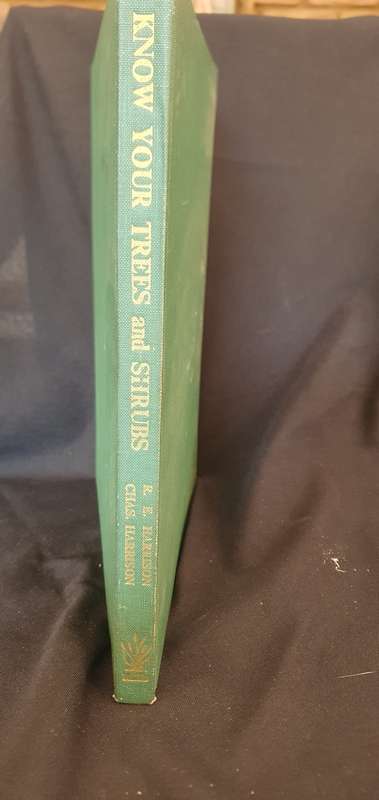 KNOW YOUR TREES and SHRUBS
R. E. HARRISON
CHAS. HARRISON